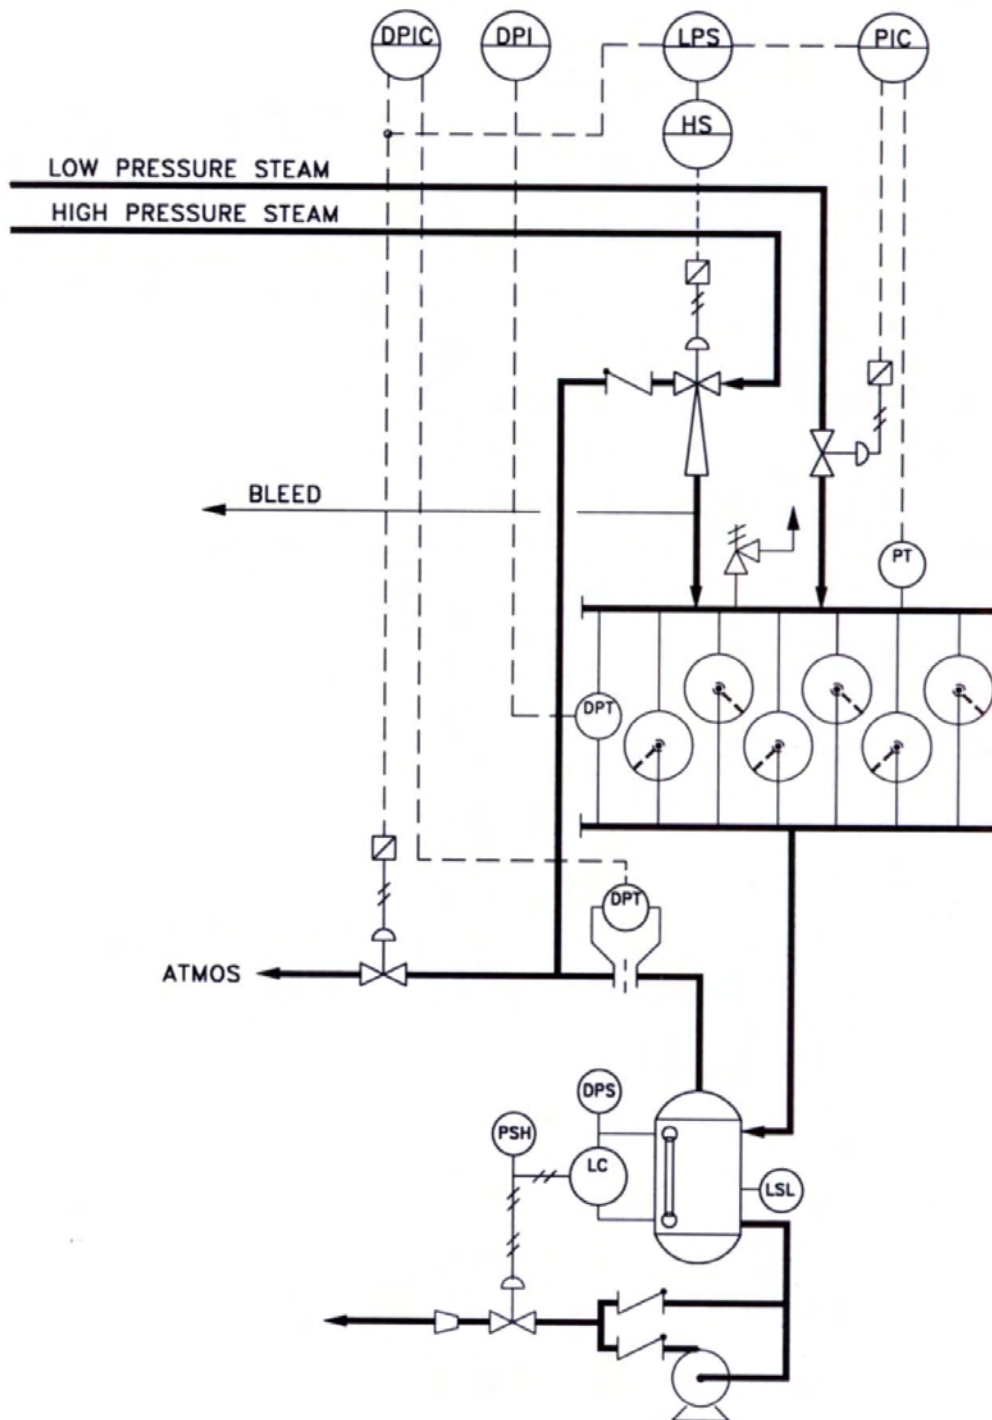 DPIC DPI LPS PIC
HS
LOW PRESSURE STEAM
HIGH PRESSURE STEAM
BLEED
PT
DPT
DPT
ATMOS
DPS
PSH
LC
LSL